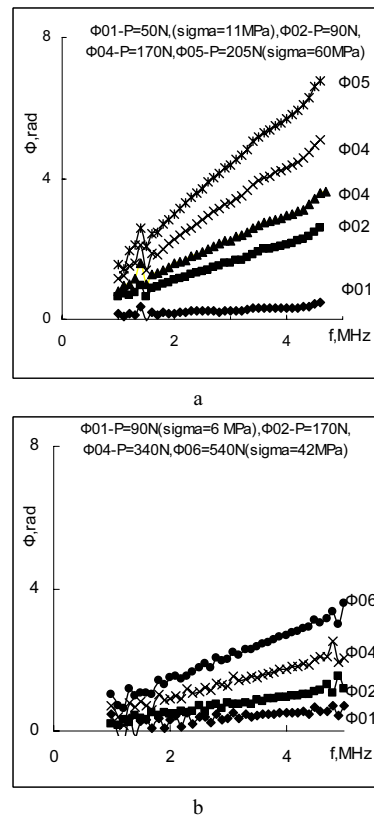 Φ01-P=50N,(sigma=11MPa),Φ02-P=90N
Φ04-P=170N,Φ05-P=205N(sigma=60MPa)
8
Φ,rad
4
0
Φ05
Φ04
Φ04
Φ02
Φ01
0
2
4
f,MHz
a
Φ01-P=90N(sigma=6 MPa),Φ02-P=170N,
Φ04-P=340N,Φ06=540N(sigma=42MPa)
8
Φ,rad
4
0
Φ06
Φ04
Φ02
Φ01
0
2
4
f,MHz
b